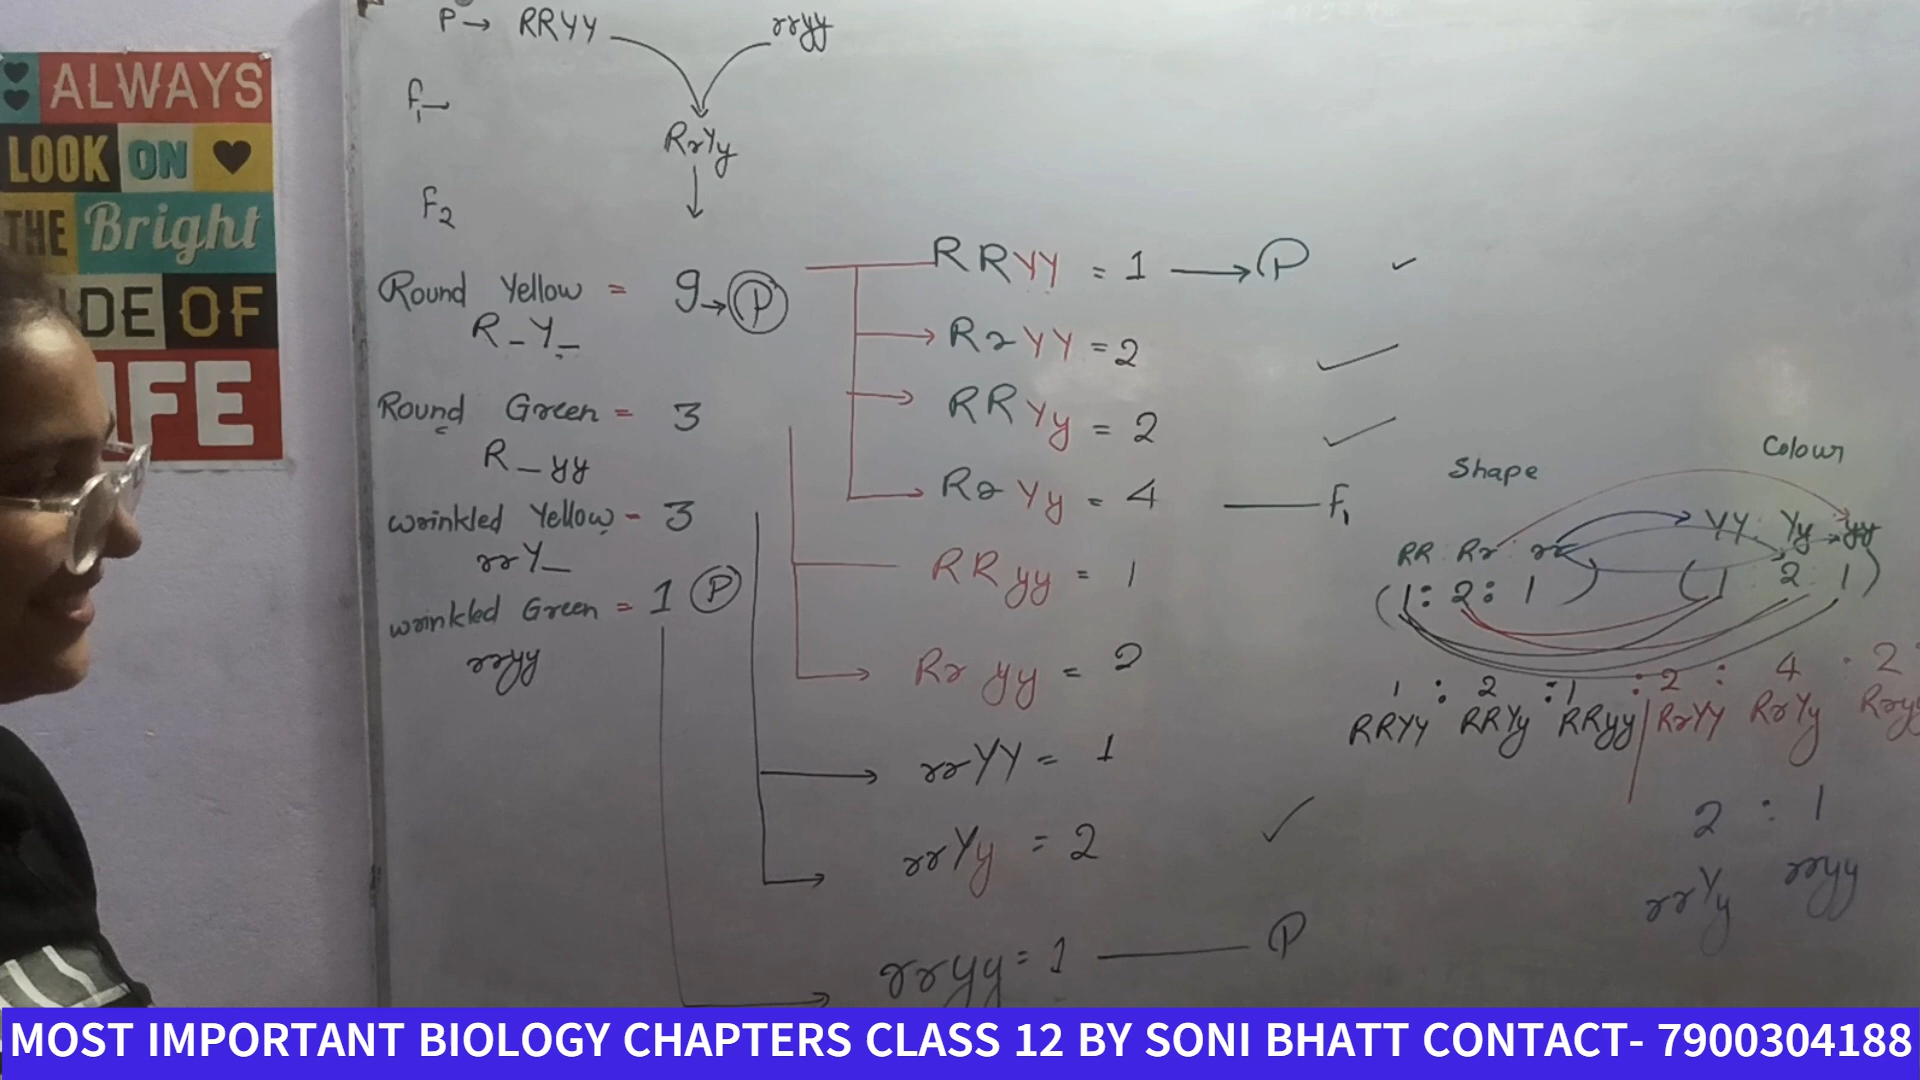 ALWAYS
LOOK ON
THE Bright
IDE OF
IFE
P → RRYY rryy
F1 →
RrYy
F2
Round Yellow = 9 → P
R_Y_
Round Green = 3
R_yy
wrinkled Yellow - 3
rrY_
wrinkled Green = 1 P
rryy
RRYY = 1 → P ✓
RrYY = 2 ✓
RRYy = 2 ✓
RrYy = 4 — F1
RRyy = 1
Rryy = 2
rrYY = 1
rrYy = 2 ✓
rryy = 1 — P
Shape Colour
RR : Rr : rr YY : Yy : yy
(1 : 2 : 1) (1 : 2 : 1)
1 : 2 : 1 : 2 : 4 : 2
RRYY RRYy RRyy RrYY RrYy Rryy
2 : 1
rrYy rryy
MOST IMPORTANT BIOLOGY CHAPTERS CLASS 12 BY SONI BHATT CONTACT- 7900304188